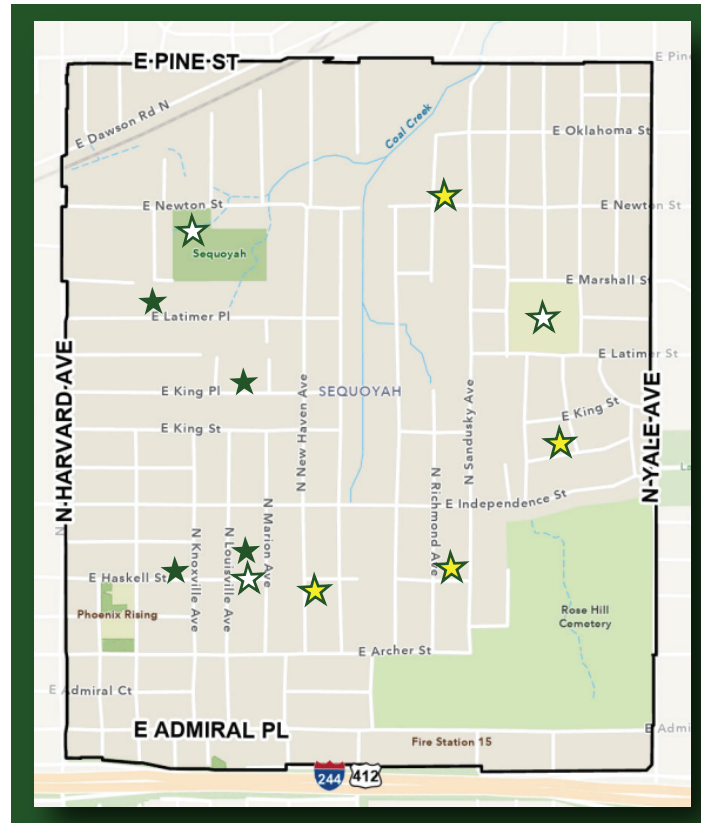 E·PINE·ST
E Pine
E Dawson Rd N
Coal Creek
E Oklahoma St
E Newton St
E Newton St
Sequoyah
E Marshall St
E Latimer Pl
E Latimer St
N·HARVARD·AVE
N New Haven Ave
E King Pl
SEQUOYAH
N Sandusky Ave
N-YALE-AVE
E King St
E King St
La
N Richmond Ave
E Independence St
N Marion Ave
N Knoxville Ave
N Louisville Ave
N
E Haskell St
Phoenix Rising
Rose Hill
Cemetery
E Archer St
E Admiral Ct
E ADMIRAL PL
E Admi
Fire Station 15
244
412